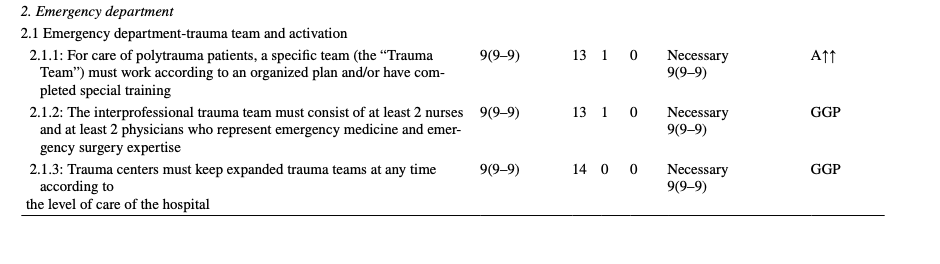 2. Emergency department
2.1 Emergency department-trauma team and activation
2.1.1: For care of polytrauma patients, a specific team (the “Trauma 9(9–9) 13 1 0 Necessary A↑↑
Team”) must work according to an organized plan and/or have com- 9(9–9)
pleted special training
2.1.2: The interprofessional trauma team must consist of at least 2 nurses 9(9–9) 13 1 0 Necessary GGP
and at least 2 physicians who represent emergency medicine and emer- 9(9–9)
gency surgery expertise
2.1.3: Trauma centers must keep expanded trauma teams at any time 9(9–9) 14 0 0 Necessary GGP
according to 9(9–9)
the level of care of the hospital